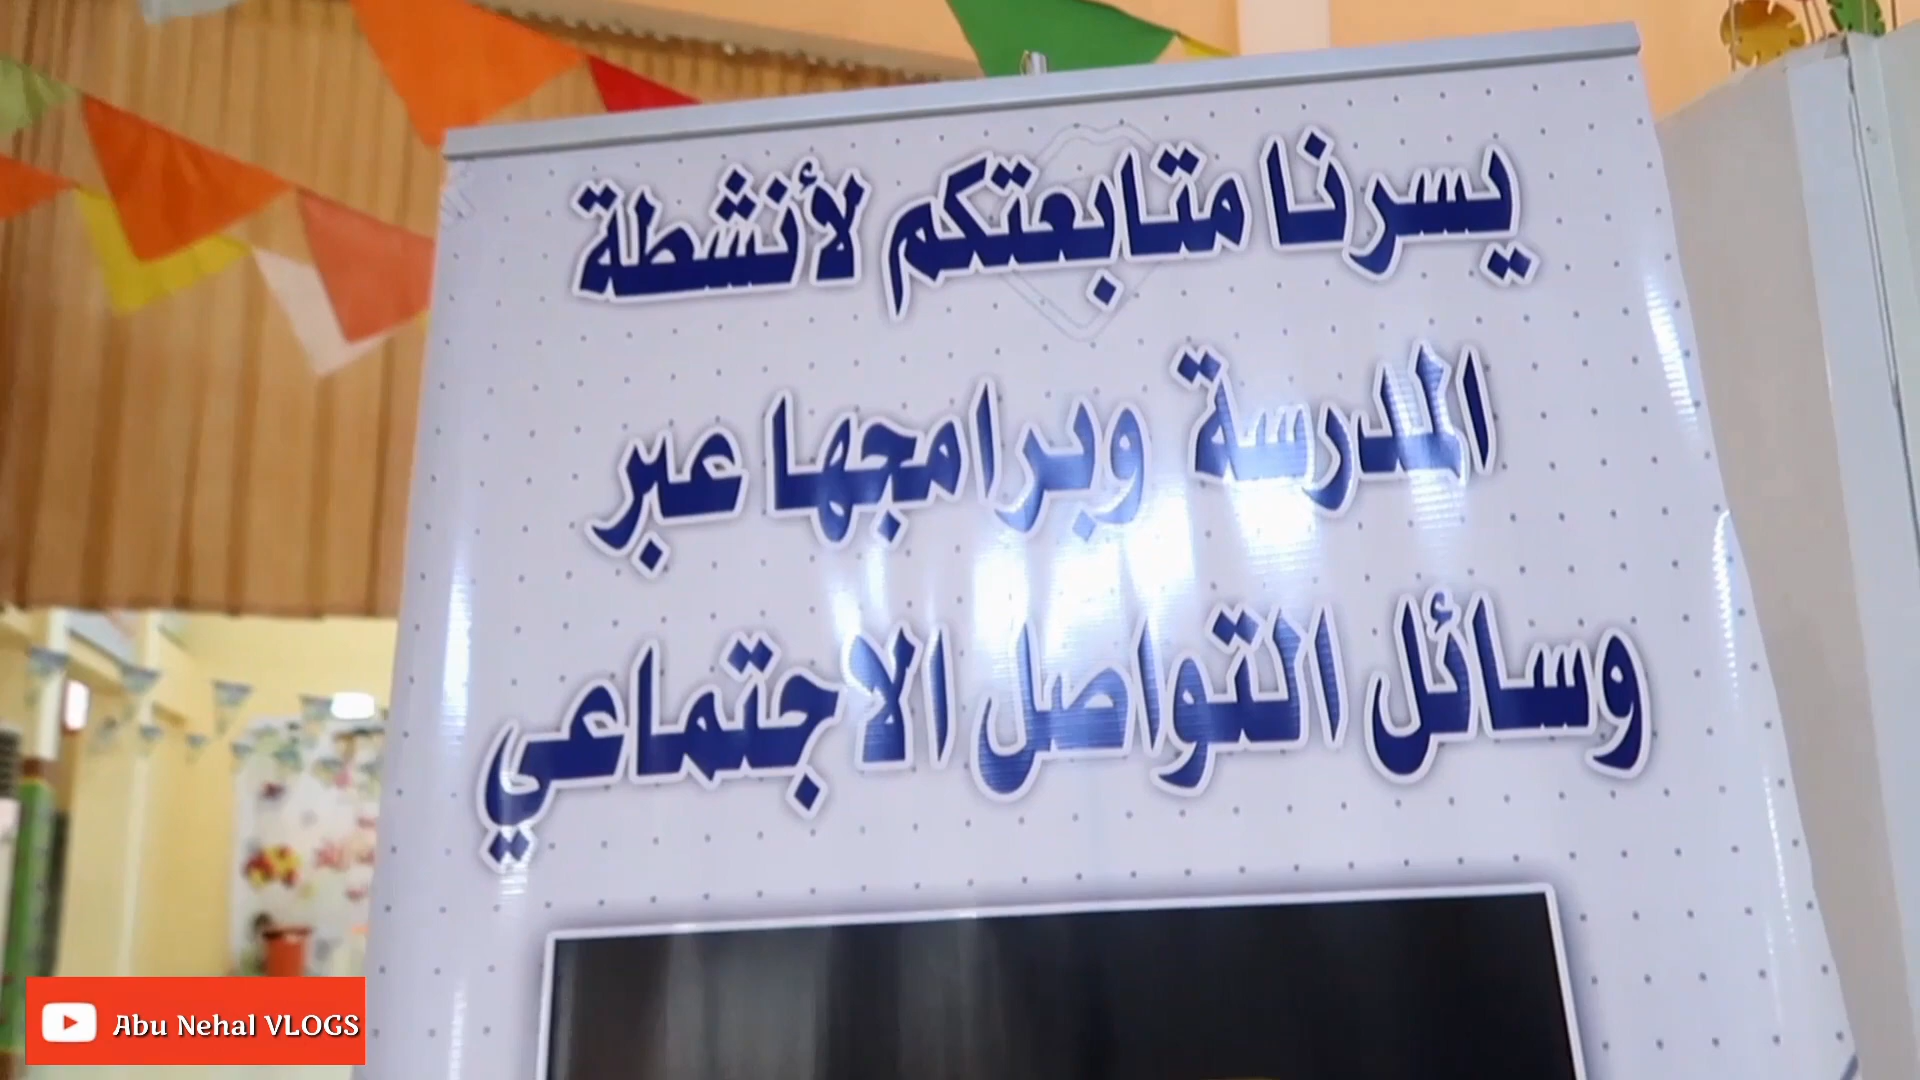 يسرنا متابعتكم لأنشطة
المدرسة وبرامجها عبر
وسائل التواصل الاجتماعي
Abu Nehal VLOGS